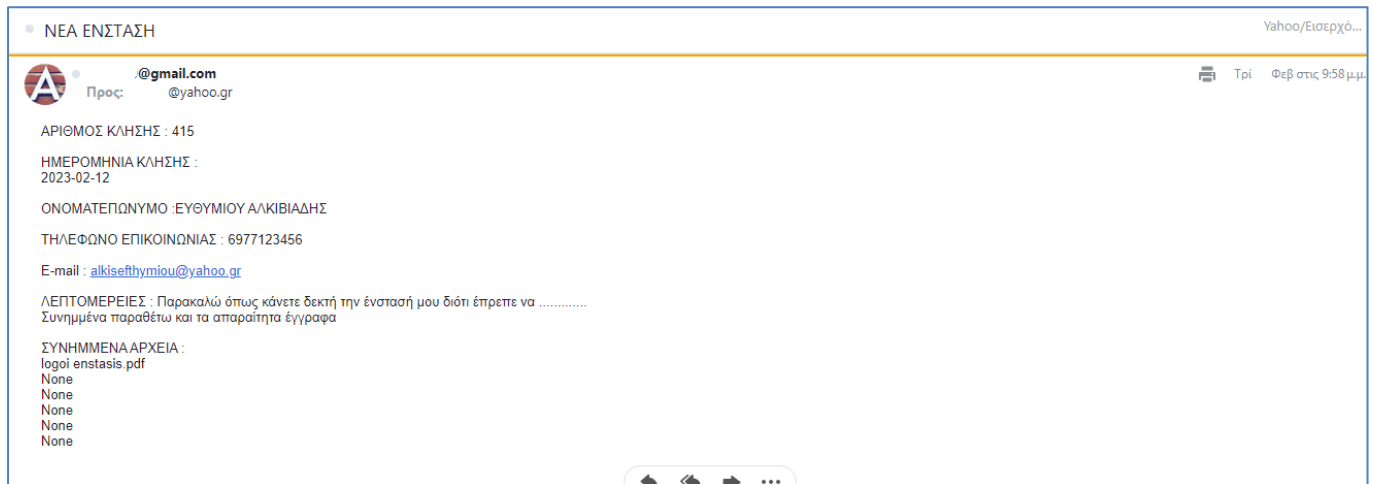 ΝΕΑ ΕΝΣΤΑΣΗ
Yahoo/Εισερχό...
@gmail.com
Τρί Φεβ στις 9:58 μ.μ.
Προς: @yahoo.gr
ΑΡΙΘΜΟΣ ΚΛΗΣΗΣ : 415
ΗΜΕΡΟΜΗΝΙΑ ΚΛΗΣΗΣ :
2023-02-12
ΟΝΟΜΑΤΕΠΩΝΥΜΟ :ΕΥΘΥΜΙΟΥ ΑΛΚΙΒΙΑΔΗΣ
ΤΗΛΕΦΩΝΟ ΕΠΙΚΟΙΝΩΝΙΑΣ : 6977123456
E-mail : alkisefthymiou@yahoo.gr
ΛΕΠΤΟΜΕΡΕΙΕΣ : Παρακαλώ όπως κάνετε δεκτή την ένστασή μου διότι έπρεπε να .............
Συνημμένα παραθέτω και τα απαραίτητα έγγραφα
ΣΥΝΗΜΜΕΝΑ ΑΡΧΕΙΑ :
logoi enstasis.pdf
None
None
None
None
None